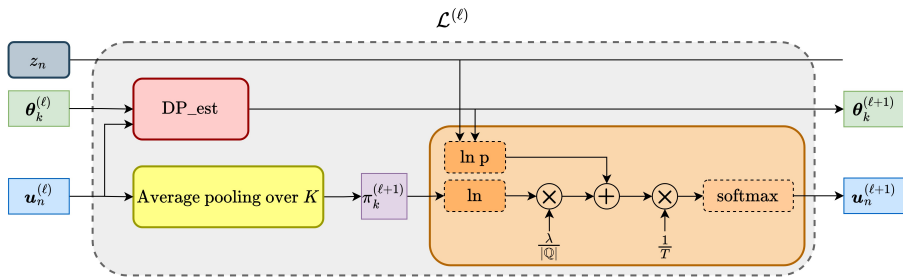 𝓛^(ℓ)
z_n
θ_k^(ℓ)
DP_est
θ_k^(ℓ+1)
ln p
u_n^(ℓ)
Average pooling over K
π_k^(ℓ+1)
ln
×
+
×
softmax
u_n^(ℓ+1)
λ/|ℚ|
1/T